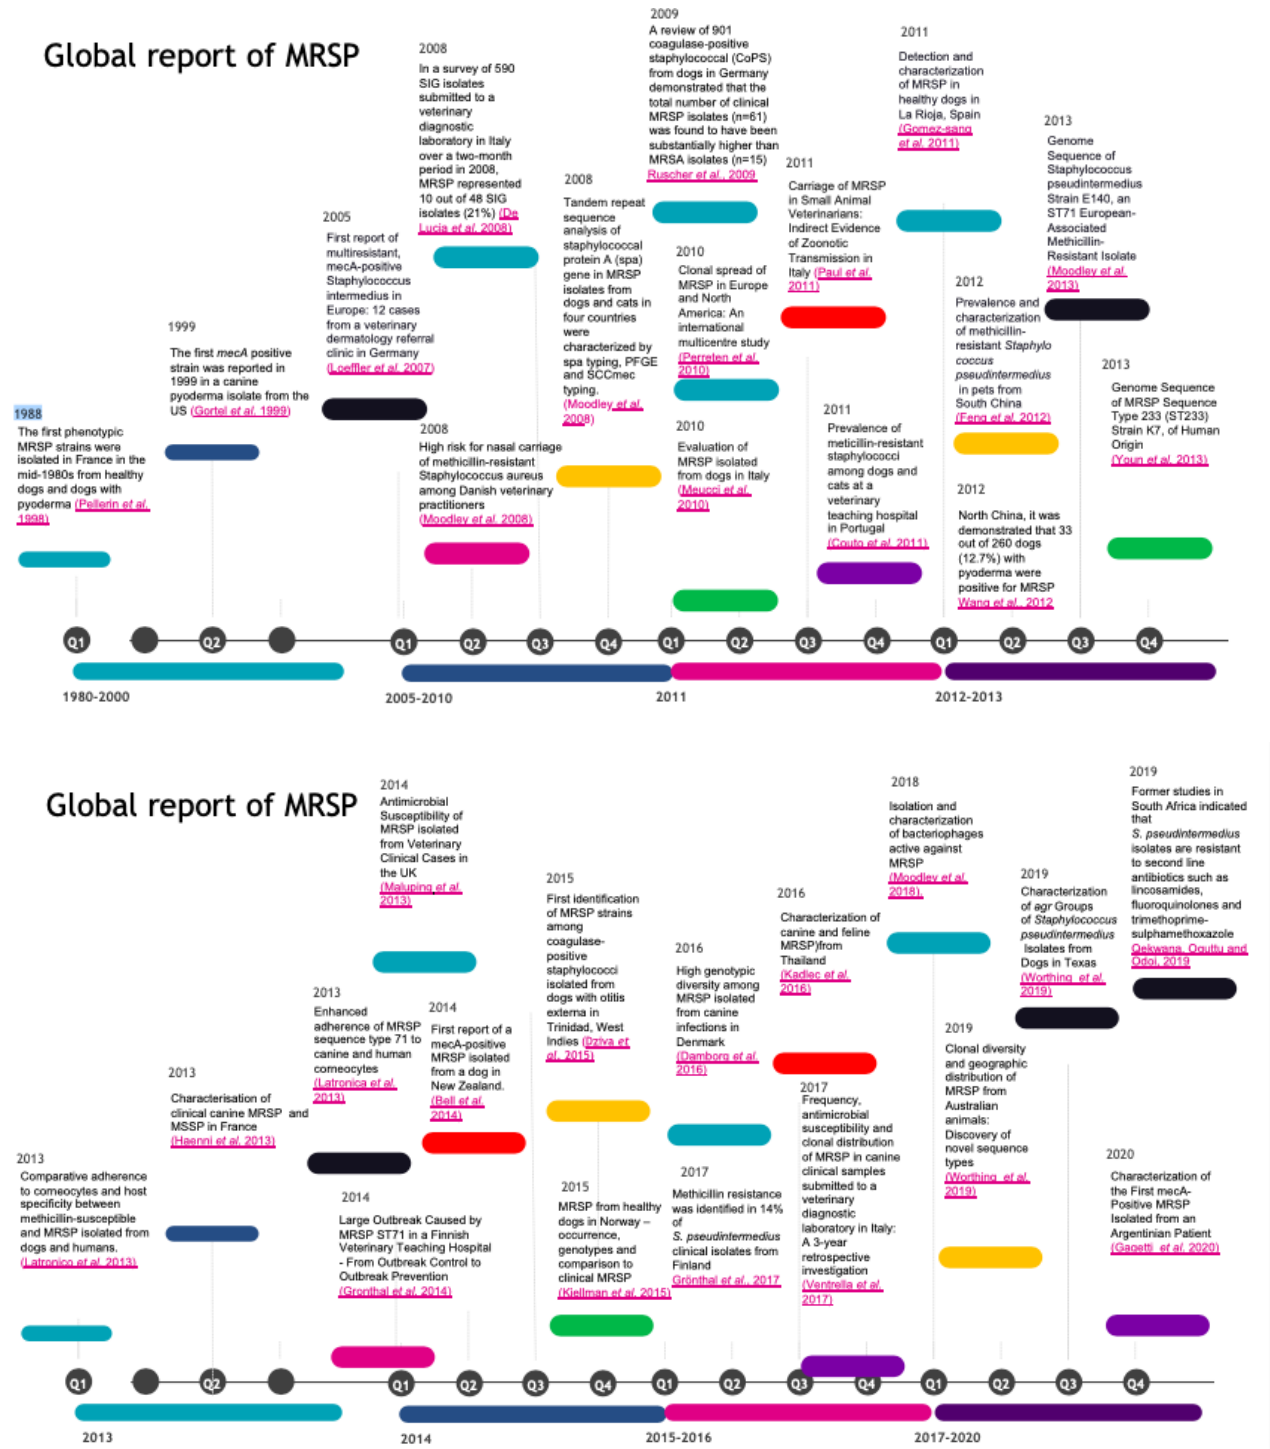 Global report of MRSP
1988
The first phenotypic
MRSP strains were
isolated in France in the
mid-1980s from healthy
dogs and dogs with
pyoderma (Pellerin et al.
1998)
1999
The first mecA positive
strain was reported in
1999 in a canine
pyoderma isolate from the
US (Gortel et al. 1999)
2005
First report of
multiresistant,
mecA-positive
Staphylococcus
intermedius in
Europe: 12 cases
from a veterinary
dermatology referral
clinic in Germany
(Loeffler et al. 2007)
2008
In a survey of 590
SIG isolates
submitted to a
veterinary
diagnostic
laboratory in Italy
over a two-month
period in 2008,
MRSP represented
10 out of 48 SIG
isolates (21%) (De
Lucia et al. 2008)
2008
High risk for nasal carriage
of methicillin-resistant
Staphylococcus aureus
among Danish veterinary
practitioners
(Moodley et al. 2008)
2008
Tandem repeat
sequence
analysis of
staphylococcal
protein A (spa)
gene in MRSP
isolates from
dogs and cats in
four countries
were
characterized by
spa typing, PFGE
and SCCmec
typing.
(Moodley et al.
2008)
2009
A review of 901
coagulase-positive
staphylococcal (CoPS)
from dogs in Germany
demonstrated that the
total number of clinical
MRSP isolates (n=61)
was found to have been
substantially higher than
MRSA isolates (n=15)
Ruscher et al., 2009
2010
Clonal spread of
MRSP in Europe
and North
America: An
international
multicentre study
(Perreten et al.
2010)
2010
Evaluation of
MRSP isolated
from dogs in Italy
(Meucci et al.
2010)
2011
Carriage of MRSP
in Small Animal
Veterinarians:
Indirect Evidence
of Zoonotic
Transmission in
Italy (Paul et al.
2011)
2011
Prevalence of
meticillin-resistant
staphylococci
among dogs and
cats at a
veterinary
teaching hospital
in Portugal
(Couto et al. 2011)
2011
Detection and
characterization
of MRSP in
healthy dogs in
La Rioja, Spain
(Gomez-sang
et al. 2011)
2012
Prevalence and
characterization
of methicillin-
resistant Staphylo
coccus
pseudintermedius
in pets from
South China
(Feng et al. 2012)
2012
North China, it was
demonstrated that 33
out of 260 dogs
(12.7%) with
pyoderma were
positive for MRSP
Wang et al., 2012
2013
Genome
Sequence of
Staphylococcus
pseudintermedius
Strain E140, an
ST71 European-
Associated
Methicillin-
Resistant Isolate
(Moodley et al.
2013)
2013
Genome Sequence
of MRSP Sequence
Type 233 (ST233)
Strain K7, of Human
Origin
(Youn et al. 2013)
Q1 Q2 Q1 Q2 Q3 Q4 Q1 Q2 Q3 Q4 Q1 Q2 Q3 Q4
1980-2000 2005-2010 2011 2012-2013
Global report of MRSP
2013
Comparative adherence
to corneocytes and host
specificity between
methicillin-susceptible
and MRSP isolated from
dogs and humans.
(Latronico et al. 2013)
2013
Characterisation of
clinical canine MRSP and
MSSP in France
(Haenni et al. 2013)
2013
Enhanced
adherence of MRSP
sequence type 71 to
canine and human
corneocytes
(Latronica et al.
2013)
2014
Large Outbreak Caused by
MRSP ST71 in a Finnish
Veterinary Teaching Hospital
- From Outbreak Control to
Outbreak Prevention
(Gronthal et al. 2014)
2014
Antimicrobial
Susceptibility of
MRSP isolated
from Veterinary
Clinical Cases in
the UK
(Maluping et al.
2013)
2014
First report of a
mecA-positive
MRSP isolated
from a dog in
New Zealand.
(Bell et al.
2014)
2015
First identification
of MRSP strains
among
coagulase-
positive
staphylococci
isolated from
dogs with otitis
externa in
Trinidad, West
Indies (Dziva et
al., 2015)
2015
MRSP from healthy
dogs in Norway –
occurrence,
genotypes and
comparison to
clinical MRSP
(Kjellman et al. 2015)
2016
High genotypic
diversity among
MRSP isolated
from canine
infections in
Denmark
(Damborg et al.
2016)
2017
Methicillin resistance
was identified in 14%
of
S. pseudintermedius
clinical isolates from
Finland
Grönthal et al., 2017
2016
Characterization of
canine and feline
MRSP)from
Thailand
(Kadlec et al.
2016)
2017
Frequency,
antimicrobial
susceptibility and
clonal distribution
of MRSP in canine
clinical samples
submitted to a
veterinary
diagnostic
laboratory in Italy:
A 3-year
retrospective
investigation
(Ventrella et al.
2017)
2018
Isolation and
characterization
of bacteriophages
active against
MRSP
(Moodley et al.
2018).
2019
Clonal diversity
and geographic
distribution of
MRSP from
Australian
animals:
Discovery of
novel sequence
types
(Worthing et al.
2019)
2019
Characterization
of agr Groups
of Staphylococcus
pseudintermedius
Isolates from
Dogs in Texas
(Worthing et al.
2019)
2019
Former studies in
South Africa indicated
that
S. pseudintermedius
isolates are resistant
to second line
antibiotics such as
lincosamides,
fluoroquinolones and
trimethoprime-
sulphamethoxazole
Qekwana, Oguttu and
Odoi, 2019
2020
Characterization of
the First mecA-
Positive MRSP
Isolated from an
Argentinian Patient
(Gagetti et al. 2020)
Q1 Q2 Q1 Q2 Q3 Q4 Q1 Q2 Q3 Q4 Q1 Q2 Q3 Q4
2013 2014 2015-2016 2017-2020